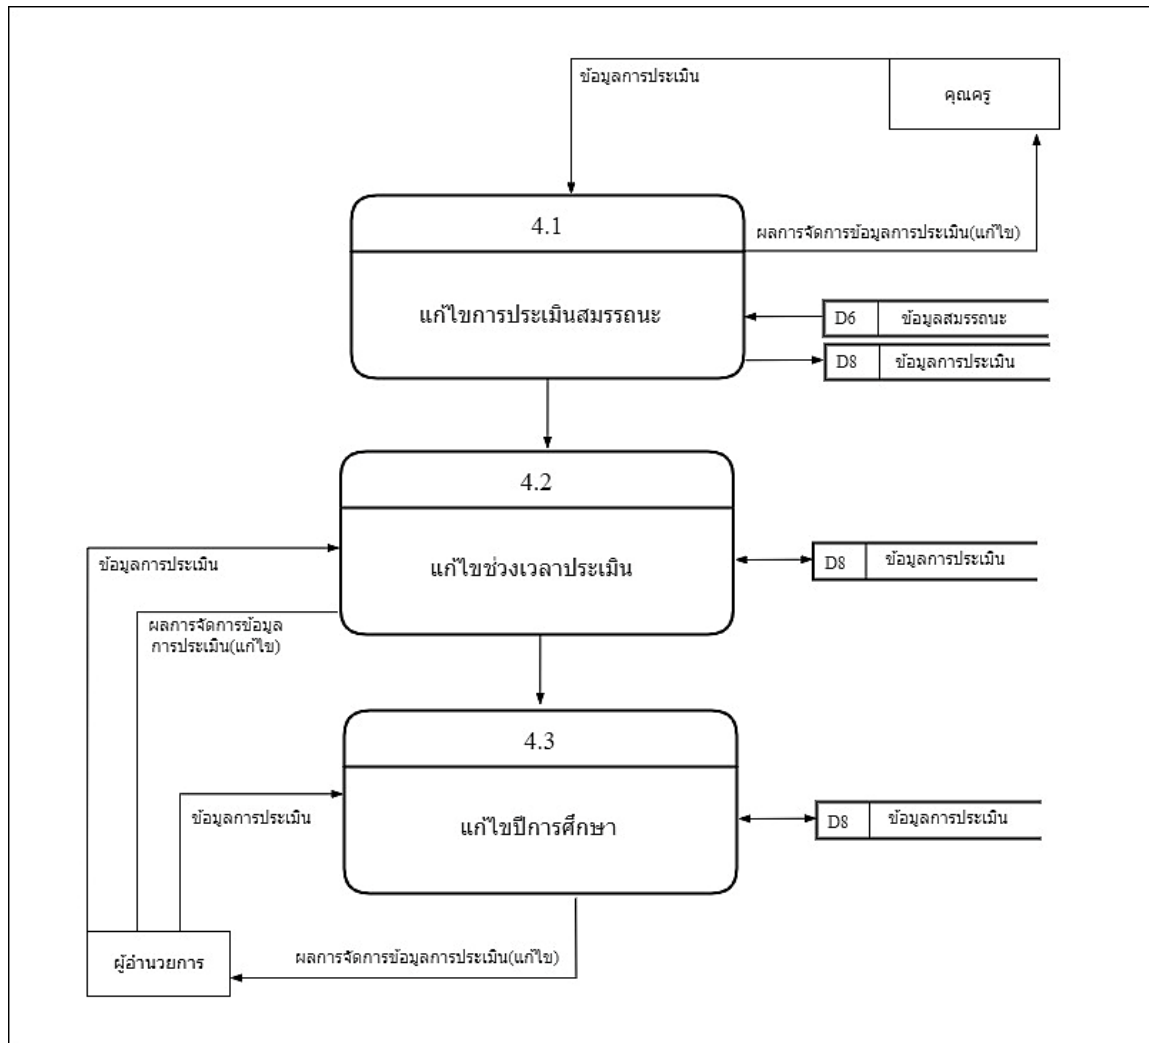 ข้อมูลการประเมิน
คุณครู
4.1
ผลการจัดการข้อมูลการประเมิน(แก้ไข)
แก้ไขการประเมินสมรรถนะ
D6 ข้อมูลสมรรถนะ
D8 ข้อมูลการประเมิน
4.2
ข้อมูลการประเมิน
แก้ไขช่วงเวลาประเมิน
D8 ข้อมูลการประเมิน
ผลการจัดการข้อมูล
การประเมิน(แก้ไข)
4.3
ข้อมูลการประเมิน
แก้ไขปีการศึกษา
D8 ข้อมูลการประเมิน
ผู้อำนวยการ
ผลการจัดการข้อมูลการประเมิน(แก้ไข)